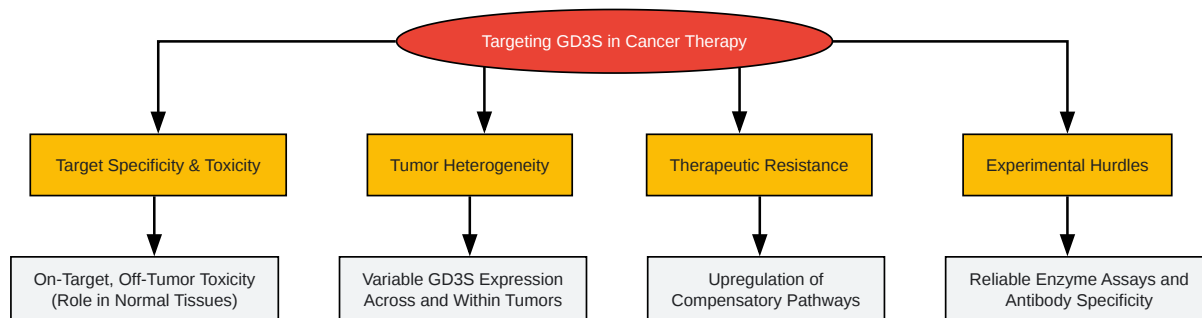 Targeting GD3S in Cancer Therapy
Target Specificity & Toxicity
Tumor Heterogeneity
Therapeutic Resistance
Experimental Hurdles
On-Target, Off-Tumor Toxicity
(Role in Normal Tissues)
Variable GD3S Expression
Across and Within Tumors
Upregulation of
Compensatory Pathways
Reliable Enzyme Assays and
Antibody Specificity